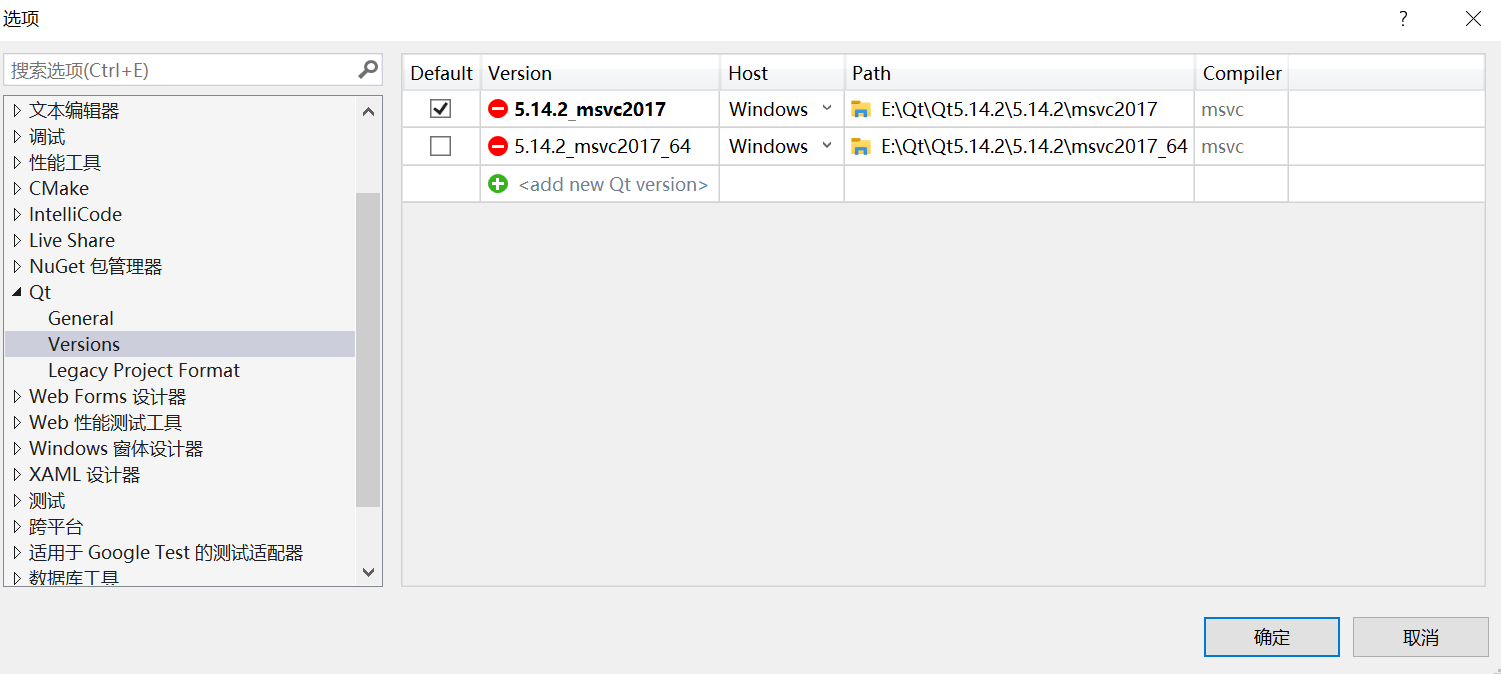 选项
?
搜索选项(Ctrl+E)
文本编辑器
调试
性能工具
CMake
IntelliCode
Live Share
NuGet 包管理器
Qt
General
Versions
Legacy Project Format
Web Forms 设计器
Web 性能测试工具
Windows 窗体设计器
XAML 设计器
测试
跨平台
适用于 Google Test 的测试适配器
数据库工具
Default Version Host Path Compiler
5.14.2_msvc2017 Windows E:\Qt\Qt5.14.2\5.14.2\msvc2017 msvc
5.14.2_msvc2017_64 Windows E:\Qt\Qt5.14.2\5.14.2\msvc2017_64 msvc
<add new Qt version>
确定 取消